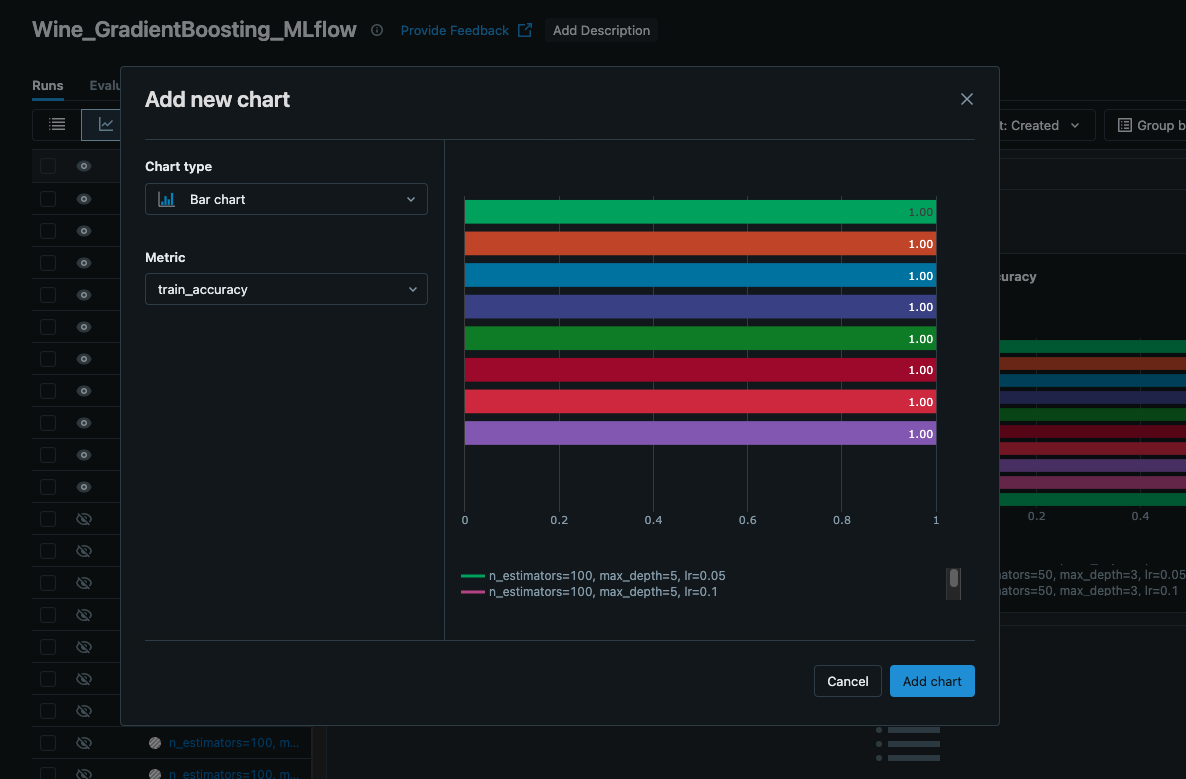 Wine_GradientBoosting_MLflow
Provide Feedback
Add Description
Runs
Add new chart
t: Created
Group b
Chart type
Bar chart
Metric
train_accuracy
1.00
1.00
1.00
1.00
1.00
1.00
1.00
1.00
0
0.2
0.4
0.6
0.8
1
n_estimators=100, max_depth=5, lr=0.05
n_estimators=100, max_depth=5, lr=0.1
curacy
0.2
0.4
ators=50, max_depth=3, lr=0.05
ators=50, max_depth=3, lr=0.1
Cancel
Add chart
n_estimators=100, m...
n_estimators=100, m...